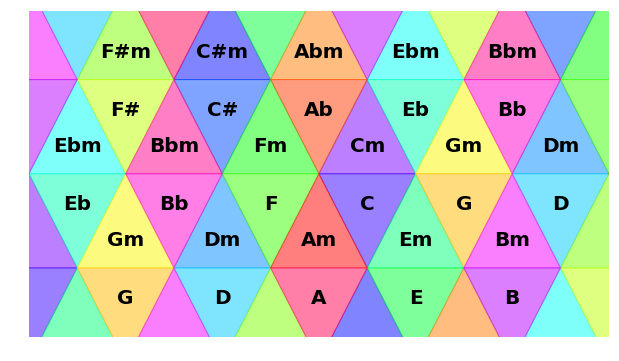 F#m C#m Abm Ebm Bbm
F# C# Ab Eb Bb
Ebm Bbm Fm Cm Gm Dm
Eb Bb F C G D
Gm Dm Am Em Bm
G D A E B